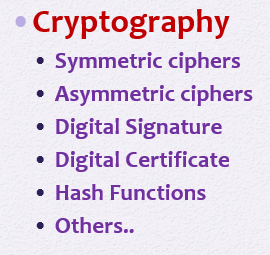 • Cryptography
• Symmetric ciphers
• Asymmetric ciphers
• Digital Signature
• Digital Certificate
• Hash Functions
• Others..